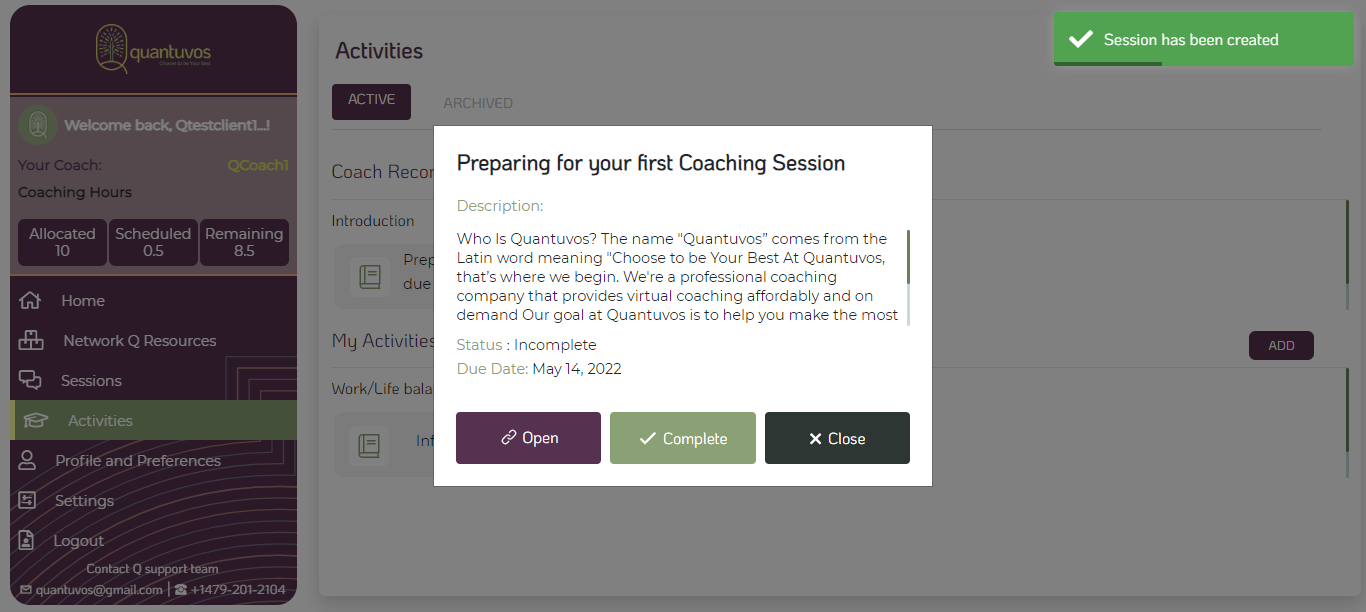 quantuvos
Choose to be Your Best
Welcome back, Qtestclient1...!
Your Coach:
QCoach1
Coaching Hours
Allocated
10
Scheduled
0.5
Remaining
8.5
Home
Network Q Resources
Sessions
Activities
Profile and Preferences
Settings
Logout
Contact Q support team
quantuvos@gmail.com | +1479-201-2104
Activities
Session has been created
ACTIVE
ARCHIVED
Coach Recor
Introduction
Prep
due
My Activities
ADD
Work/Life bala
Inf
Preparing for your first Coaching Session
Description:
Who Is Quantuvos? The name "Quantuvos” comes from the
Latin word meaning "Choose to be Your Best At Quantuvos,
that’s where we begin. We're a professional coaching
company that provides virtual coaching affordably and on
demand Our goal at Quantuvos is to help you make the most
Status : Incomplete
Due Date: May 14, 2022
Open
Complete
Close